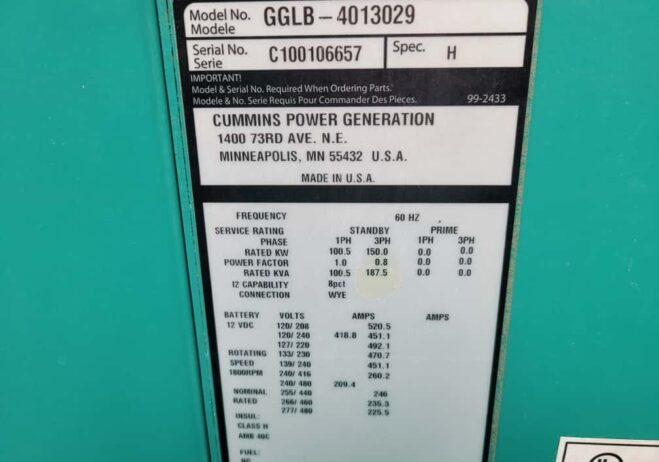 Model No. GGLB-4013029
Modele
Serial No. C100106657 Spec. H
Serie
IMPORTANT!
Model & Serial No. Required When Ordering Parts.
Modele & No. Serie Requis Pour Commander Des Pieces. 99-2433
CUMMINS POWER GENERATION
1400 73RD AVE. N.E.
MINNEAPOLIS, MN 55432 U.S.A.
MADE IN U.S.A.
FREQUENCY 60 HZ
SERVICE RATING STANDBY PRIME
PHASE 1PH 3PH 1PH 3PH
RATED KW 100.5 150.0 0.0 0.0
POWER FACTOR 1.0 0.8 0.0 0.0
RATED KVA 100.5 187.5 0.0 0.0
I2 CAPABILITY 8pct
CONNECTION WYE
BATTERY VOLTS AMPS AMPS
12 VDC 120/ 208 520.5
120/ 240 418.8 451.1
127/ 220 492.1
ROTATING 133/ 230 470.7
SPEED 139/ 240 451.1
1800RPM 240/ 416 260.2
240/ 480 209.4
NOMINAL 255/ 440 246
RATED 266/ 460 235.3
277/ 480 225.5
INSUL:
CLASS H
AMB 40C
FUEL:
NG